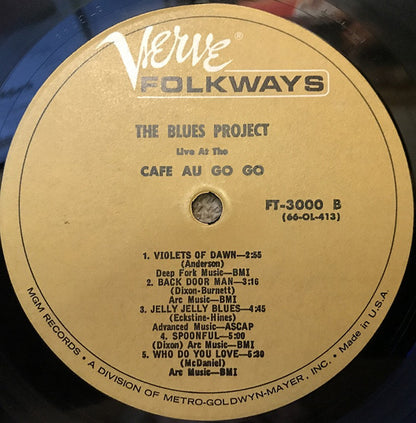 Verve®
FOLKWAYS
THE BLUES PROJECT
Live At The
CAFE AU GO GO
FT-3000 B
(66-OL-413)
1. VIOLETS OF DAWN—2:55
(Anderson)
Deep Fork Music—BMI
2. BACK DOOR MAN—3:16
(Dixon-Burnett)
Arc Music—BMI
3. JELLY JELLY BLUES—4:45
(Eckstine-Hines)
Advanced Music—ASCAP
4. SPOONFUL—5:00
(Dixon) Arc Music—BMI
5. WHO DO YOU LOVE—5:30
(McDaniel)
Arc Music—BMI
MGM RECORDS • A DIVISION OF METRO-GOLDWYN-MAYER, INC. • Made in U.S.A.